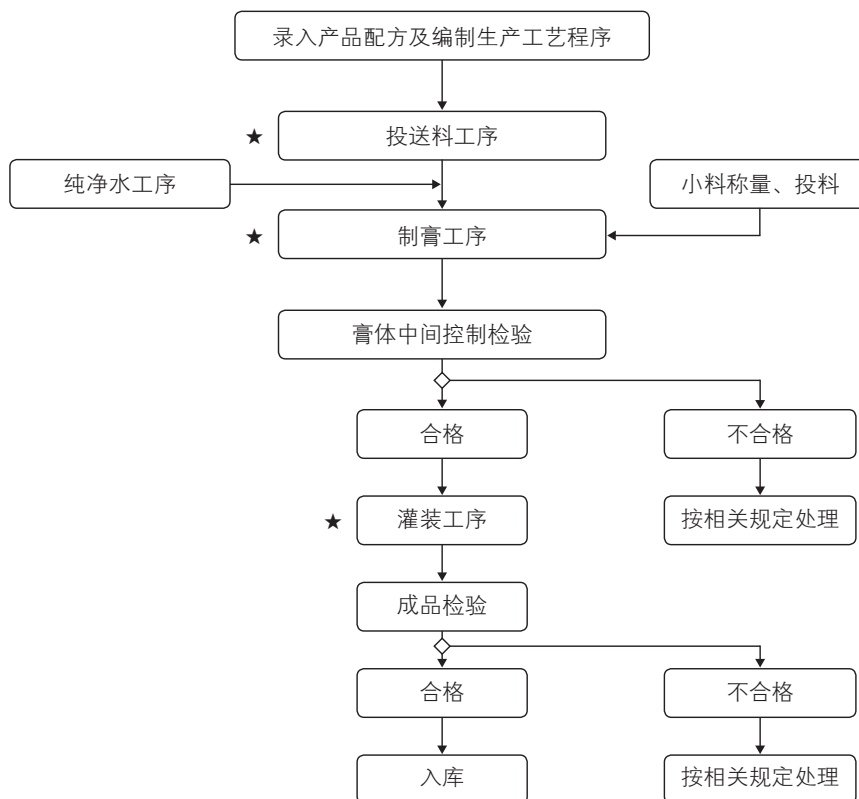 录入产品配方及编制生产工艺程序
★ 投送料工序
纯净水工序
小料称量、投料
★ 制膏工序
膏体中间控制检验
合格
不合格
★ 灌装工序
按相关规定处理
成品检验
合格
不合格
入库
按相关规定处理